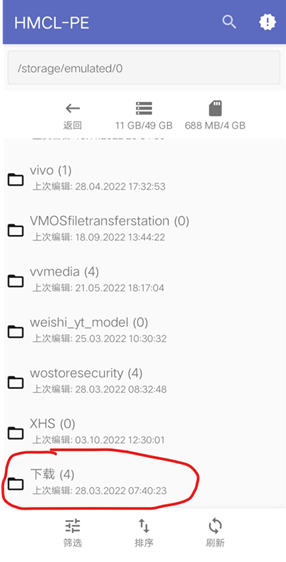 HMCL-PE
/storage/emulated/0
返回
11 GB/49 GB
688 MB/4 GB
vivo (1)
上次编辑: 28.04.2022 17:32:53
VMOSfiletransferstation (0)
上次编辑: 18.09.2022 13:44:22
vvmedia (4)
上次编辑: 21.05.2022 18:17:04
weishi_yt_model (0)
上次编辑: 25.03.2022 10:30:32
wostoresecurity (4)
上次编辑: 28.03.2022 08:32:48
XHS (0)
上次编辑: 03.10.2022 12:30:01
下载 (4)
上次编辑: 28.03.2022 07:40:23
筛选
排序
刷新